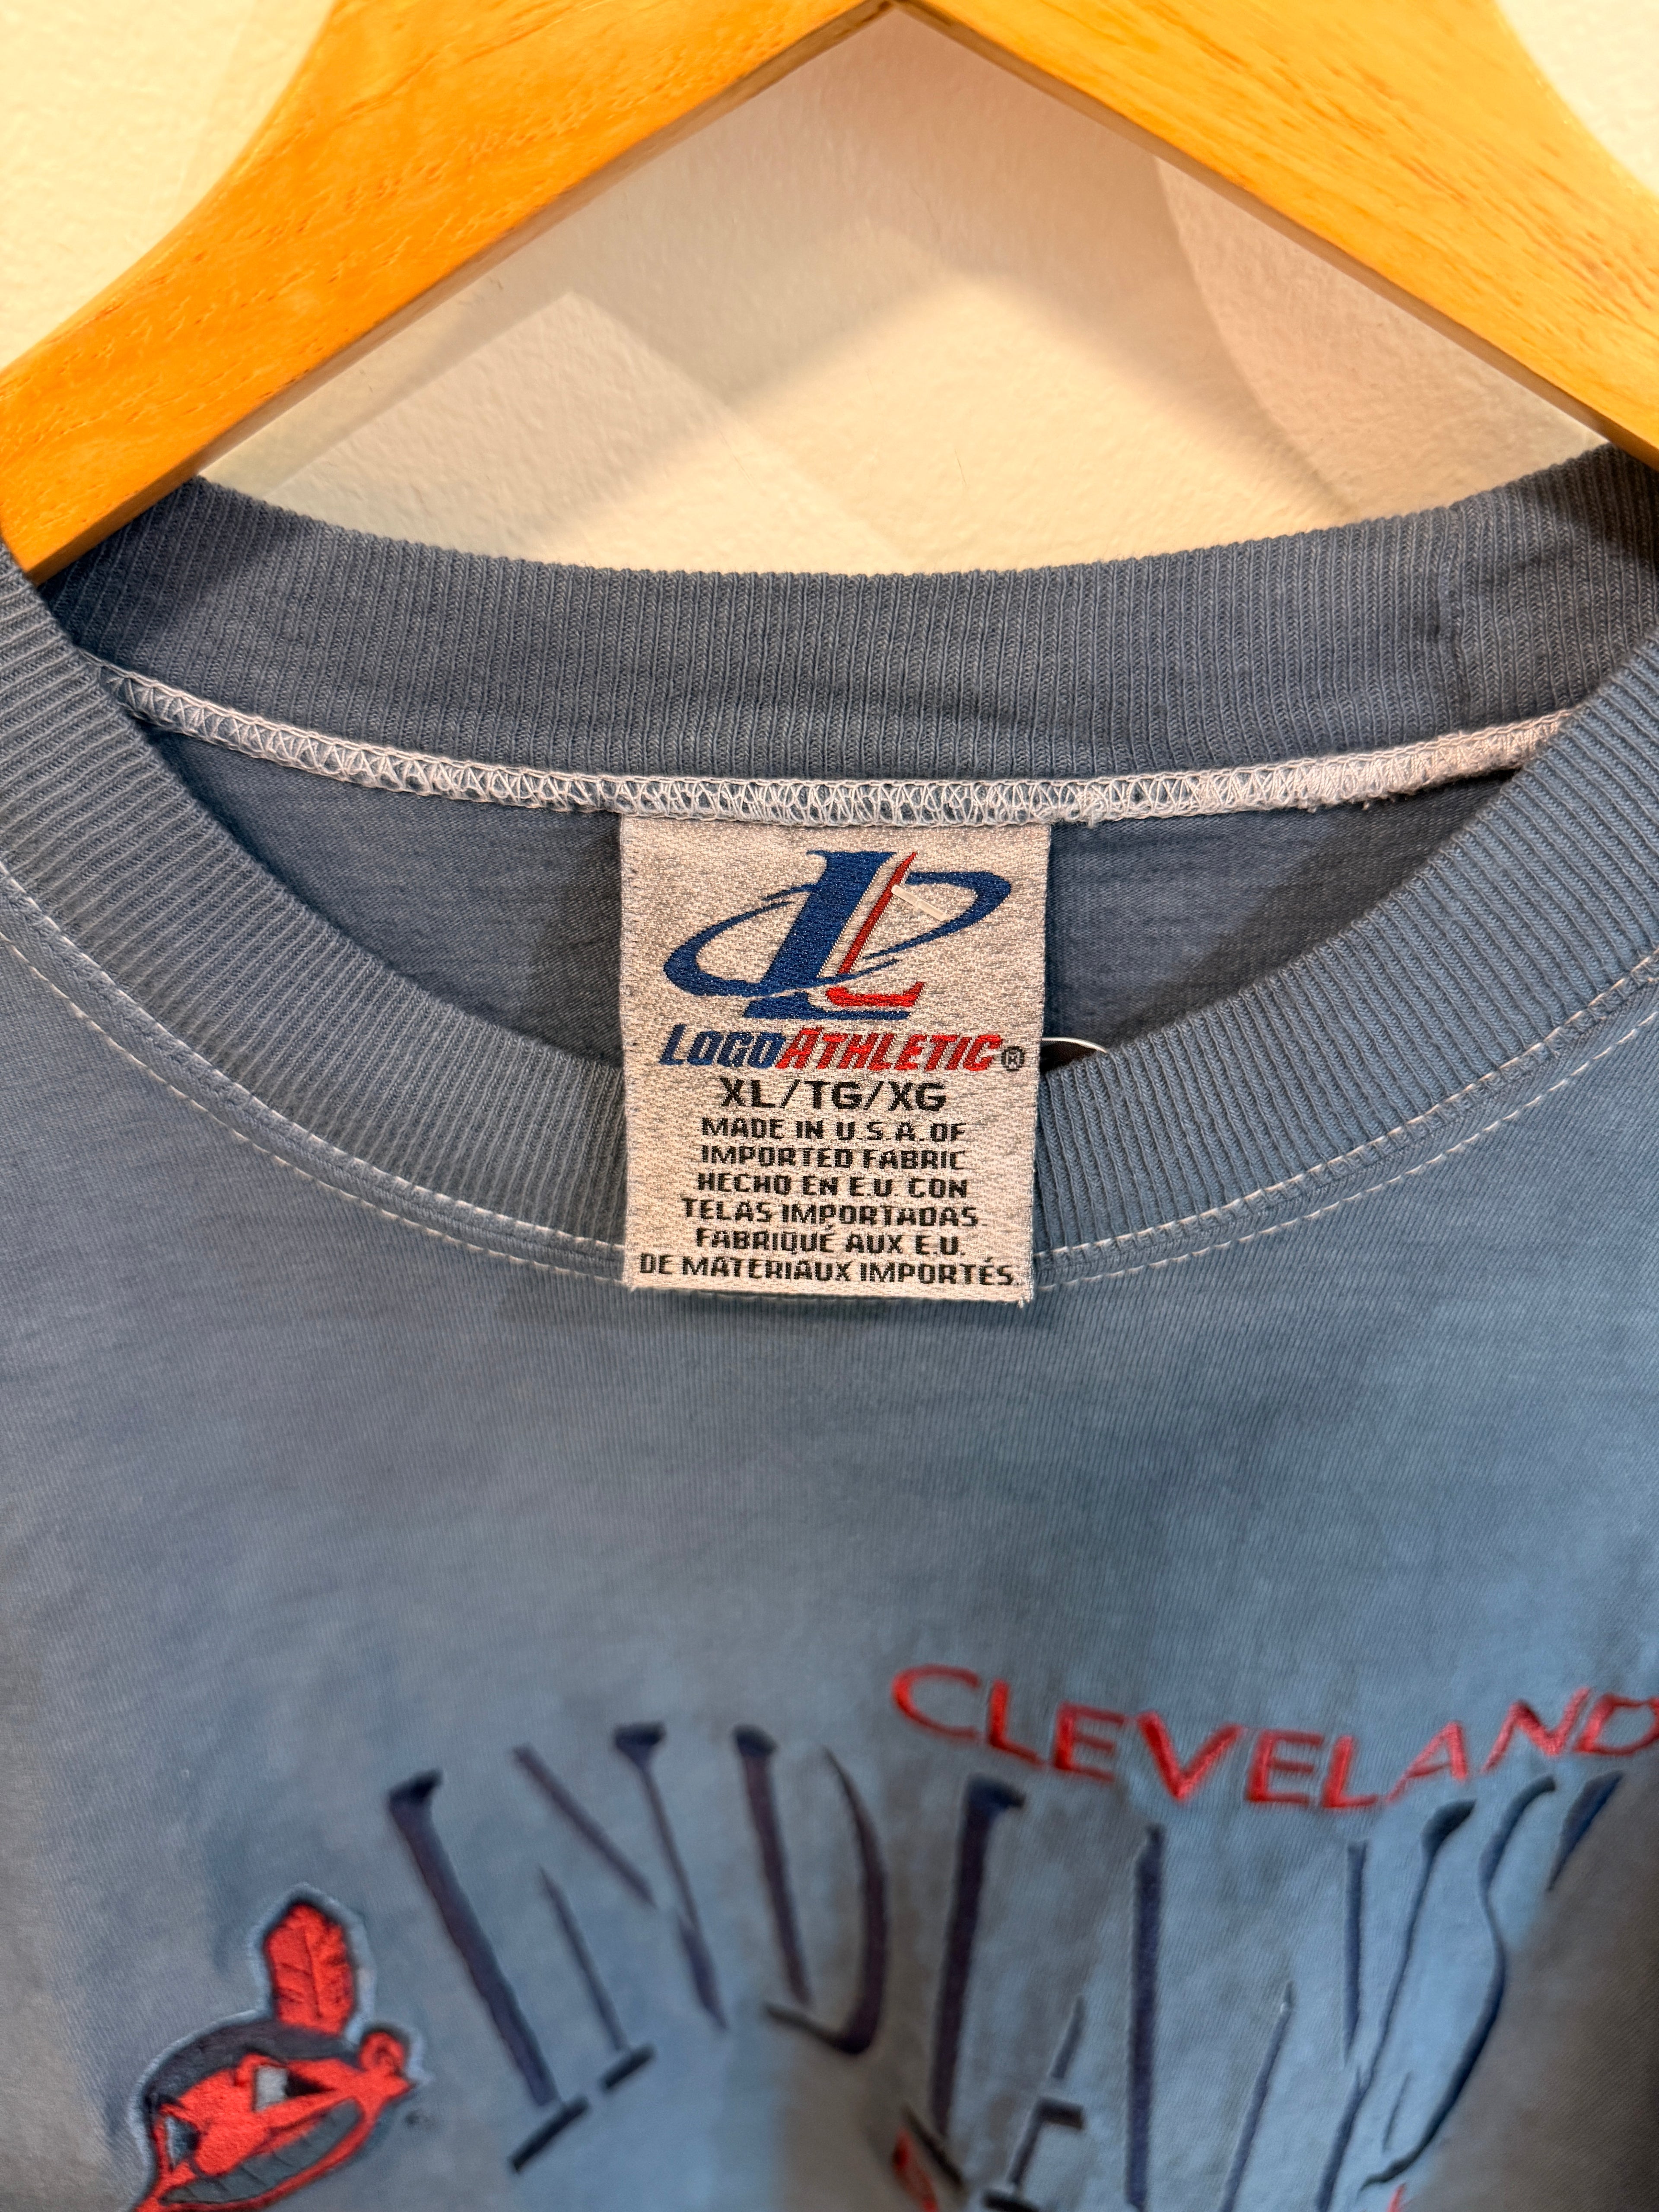 LOGOATHLETIC®
XL/TG/XG
MADE IN U.S.A. OF
IMPORTED FABRIC
HECHO EN E.U. CON
TELAS IMPORTADAS.
FABRIQUÉ AUX E.U.
DE MATERIAUX IMPORTÉS.
CLEVELAND
INDIANS